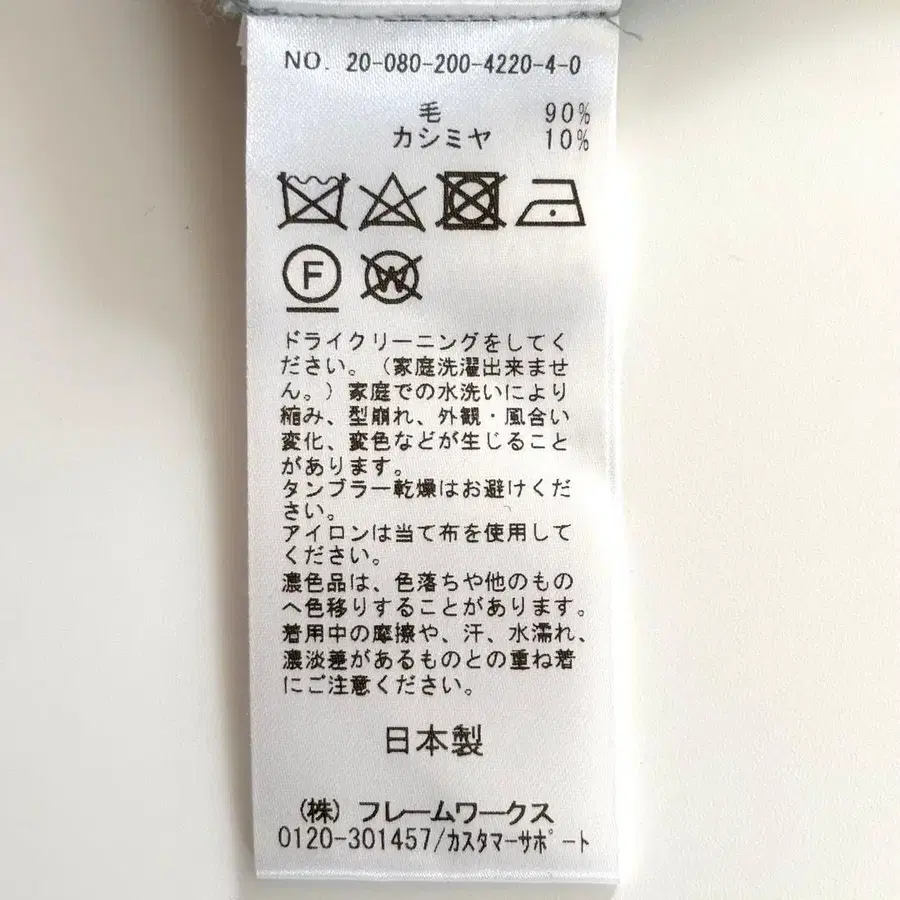 NO. 20-080-200-4220-4-0
毛 90%
カシミヤ 10%
F W
ドライクリーニングをしてく
ださい。（家庭洗濯出来ませ
ん。）家庭での水洗いにより
縮み、型崩れ、外観・風合い
変化、変色などが生じること
があります。
タンブラー乾燥はお避けくだ
さい。
アイロンは当て布を使用して
ください。
濃色品は、色落ちや他のもの
へ色移りすることがあります。
着用中の摩擦や、汗、水濡れ、
濃淡差があるものとの重ね着
にご注意ください。
日本製
（株）フレームワークス
0120-301457/カスタマーサポート